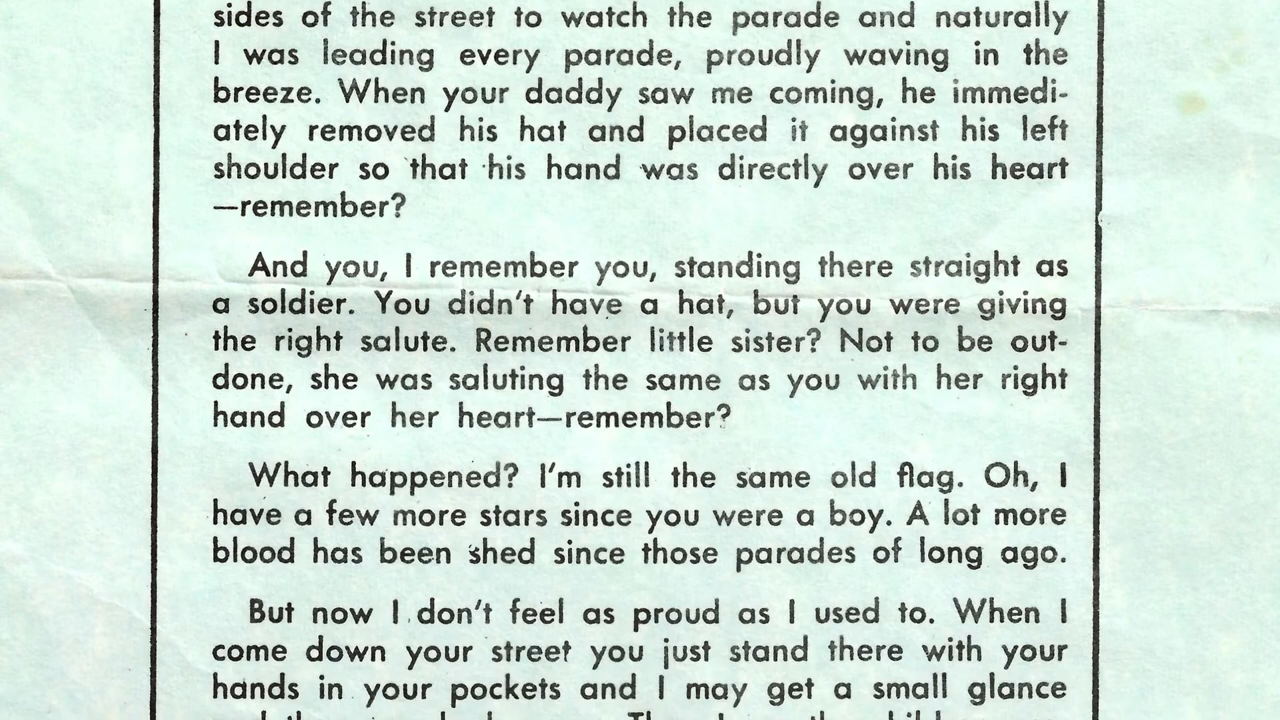 sides of the street to watch the parade and naturally
I was leading every parade, proudly waving in the
breeze. When your daddy saw me coming, he immedi-
ately removed his hat and placed it against his left
shoulder so that his hand was directly over his heart
—remember?
And you, I remember you, standing there straight as
a soldier. You didn't have a hat, but you were giving
the right salute. Remember little sister? Not to be out-
done, she was saluting the same as you with her right
hand over her heart—remember?
What happened? I'm still the same old flag. Oh, I
have a few more stars since you were a boy. A lot more
blood has been shed since those parades of long ago.
But now I don't feel as proud as I used to. When I
come down your street you just stand there with your
hands in your pockets and I may get a small glance